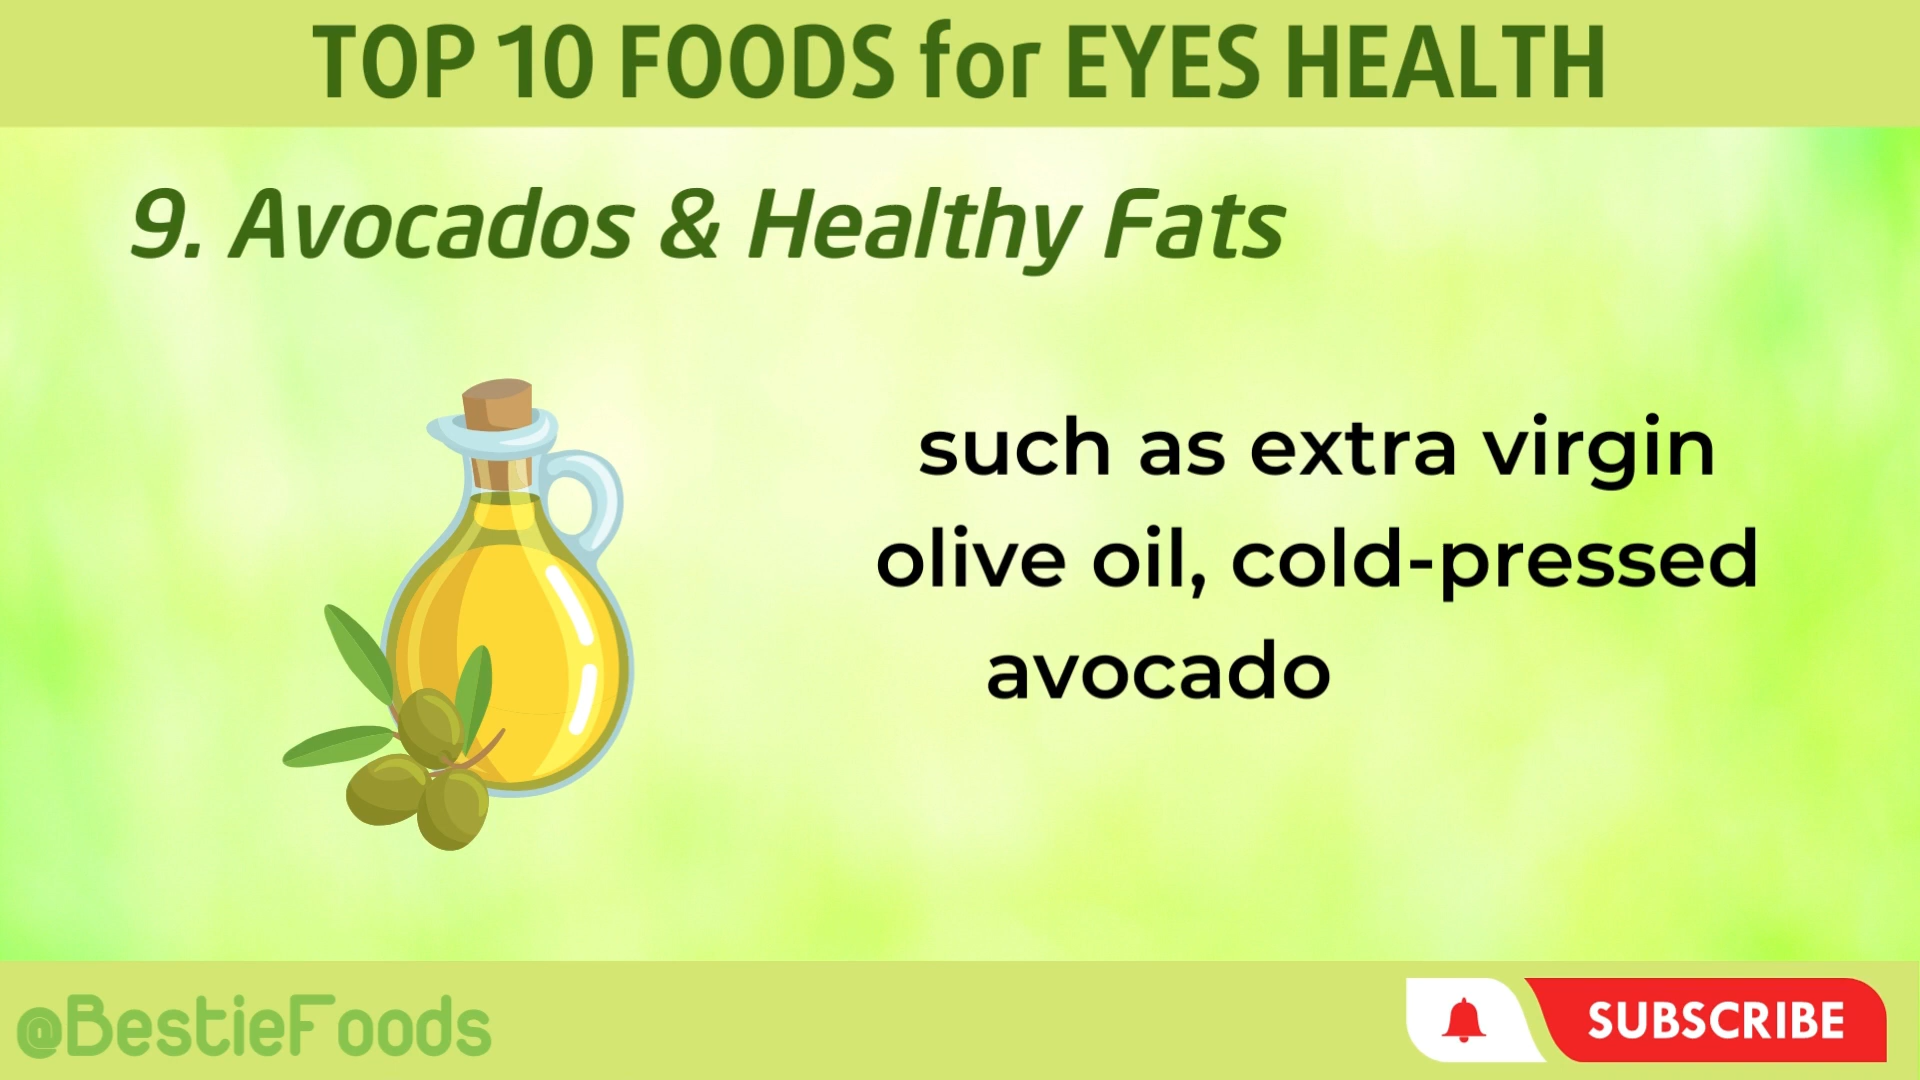 TOP 10 FOODS for EYES HEALTH
9. Avocados & Healthy Fats
such as extra virgin
olive oil, cold-pressed
avocado
@BestieFoods
SUBSCRIBE